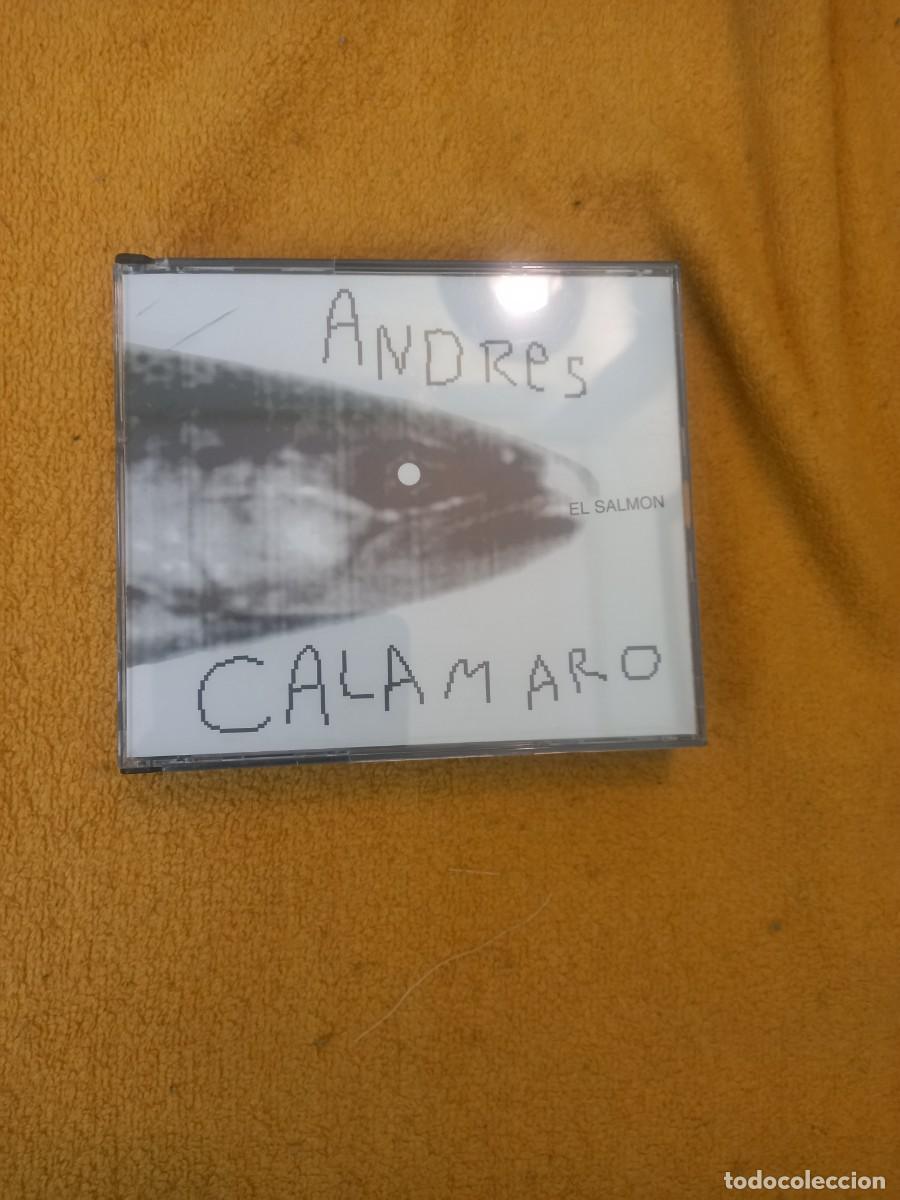 ANDRes
EL SALMON
CALAMARO
todocoleccion